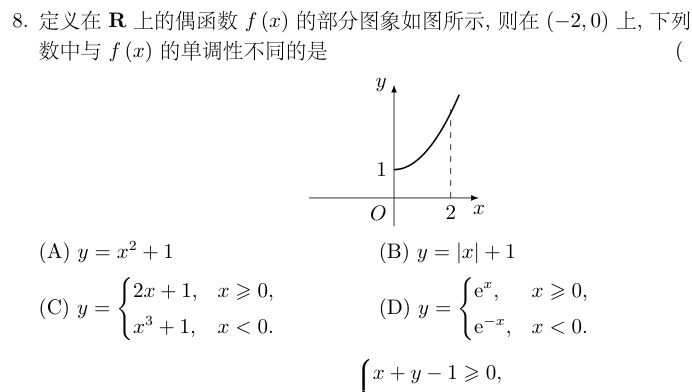 8. 定义在 R 上的偶函数 f (x) 的部分图象如图所示, 则在 (−2, 0) 上, 下列
数中与 f (x) 的单调性不同的是 (
y
1
O 2 x
(A) y = x² + 1 (B) y = |x| + 1
(C) y = { 2x + 1, x ⩾ 0, x³ + 1, x < 0.
(D) y = { eˣ, x ⩾ 0, e⁻ˣ, x < 0.
x + y − 1 ⩾ 0,